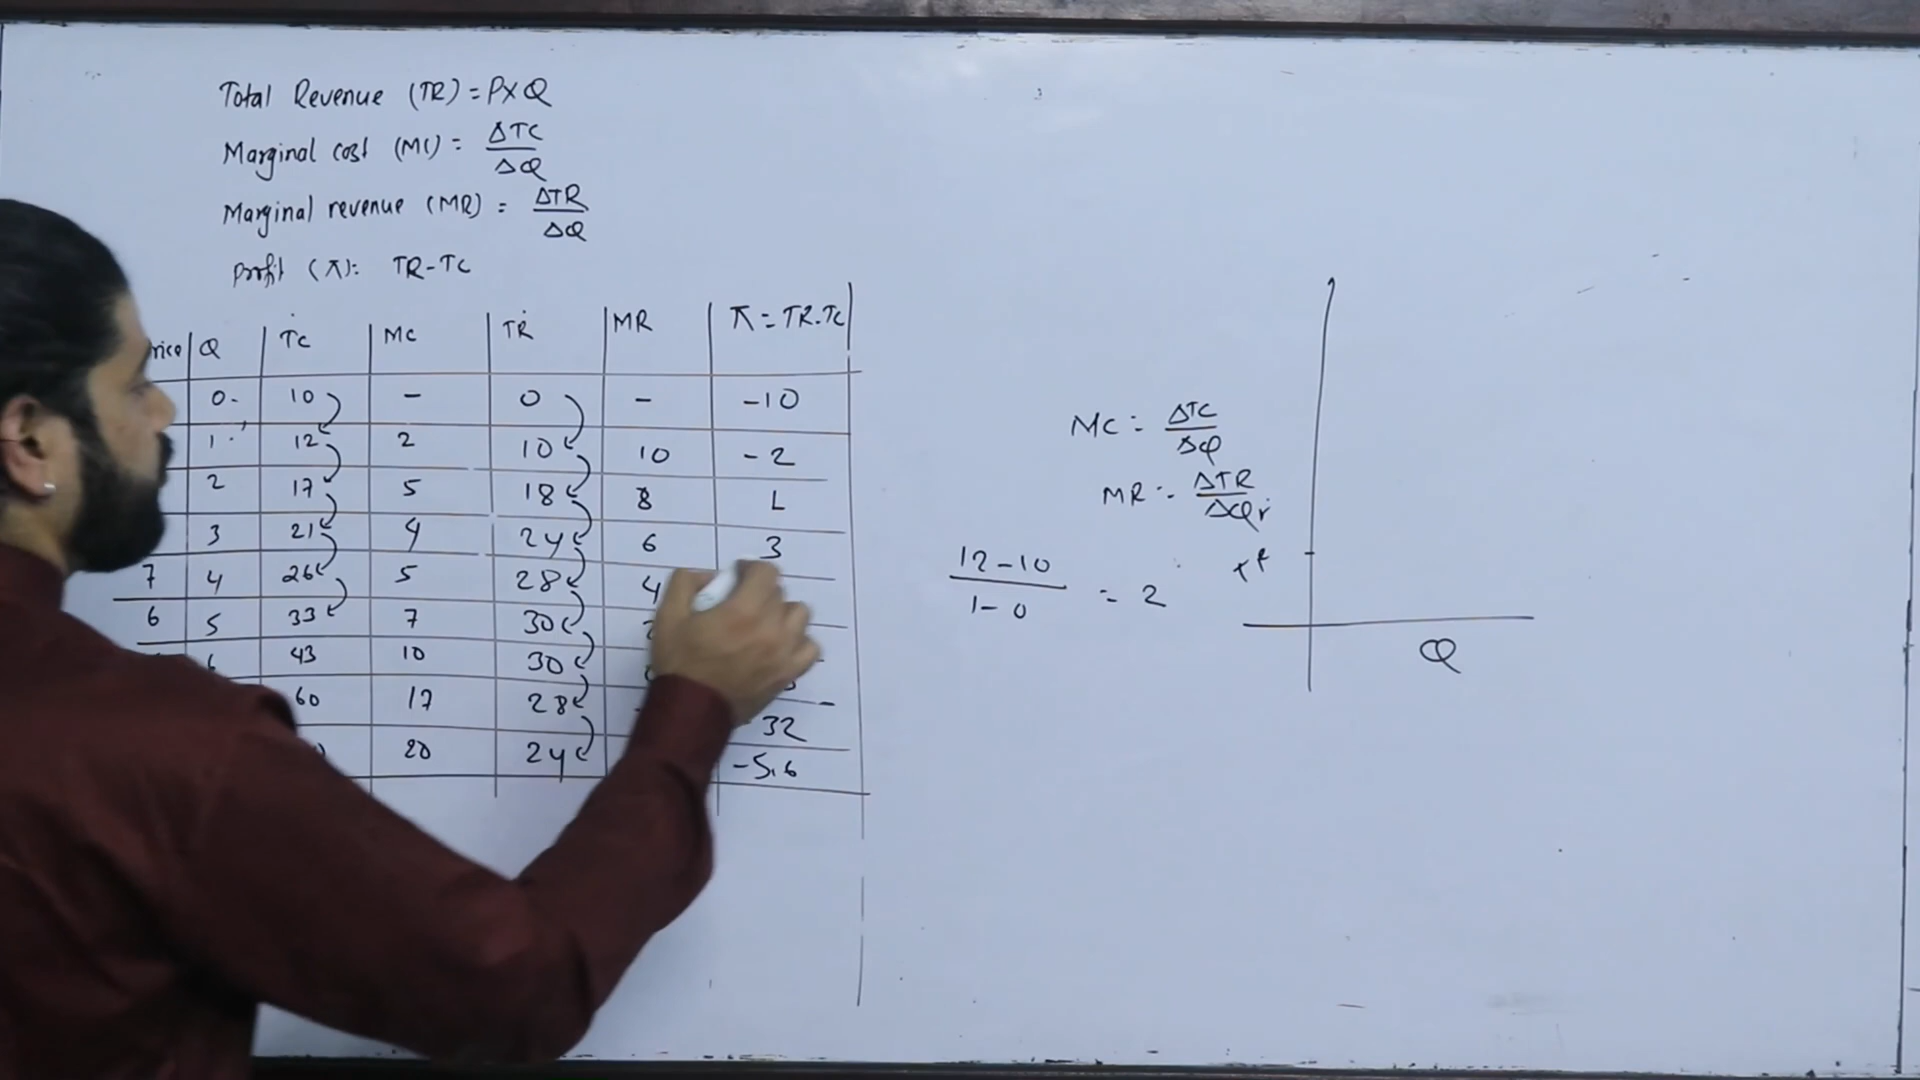 Total Revenue (TR) = P×Q
Marginal cost (MC) = ΔTC/ΔQ
Marginal revenue (MR) = ΔTR/ΔQ
Profit (π): TR-TC
Q TC MC TR MR π = TR-TC
0 10 - 0 - -10
1 12 2 10 10 -2
2 17 5 18 8 1
3 21 4 24 6 3
7 4 26 5 28 4
6 5 33 7 30
43 10 30
60 17 28 32
20 24 -5.6
MC = ΔTC/ΔQ
MR = ΔTR/ΔQ
12-10/1-0 = 2
Q